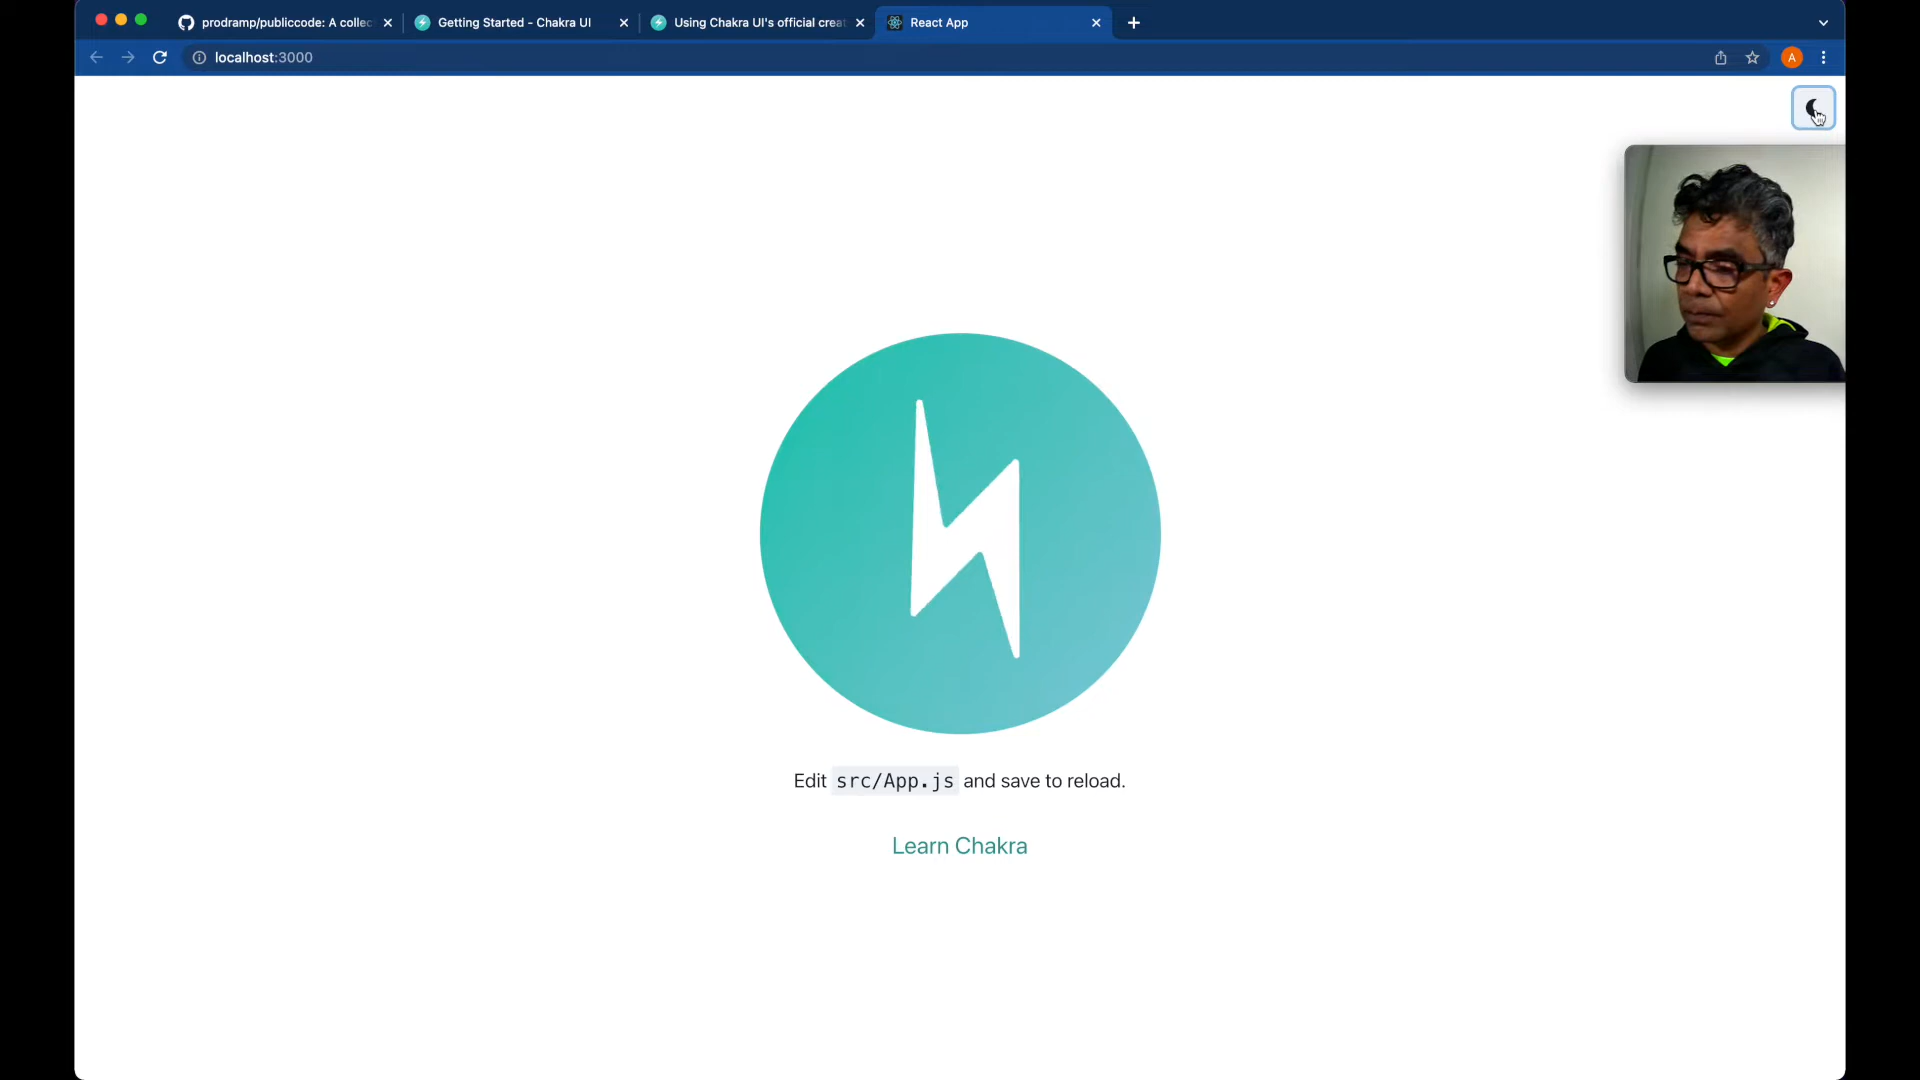 prodramp/publiccode: A collec
Getting Started - Chakra UI
Using Chakra UI's official crea
React App
localhost:3000
A
Edit src/App.js and save to reload.
Learn Chakra